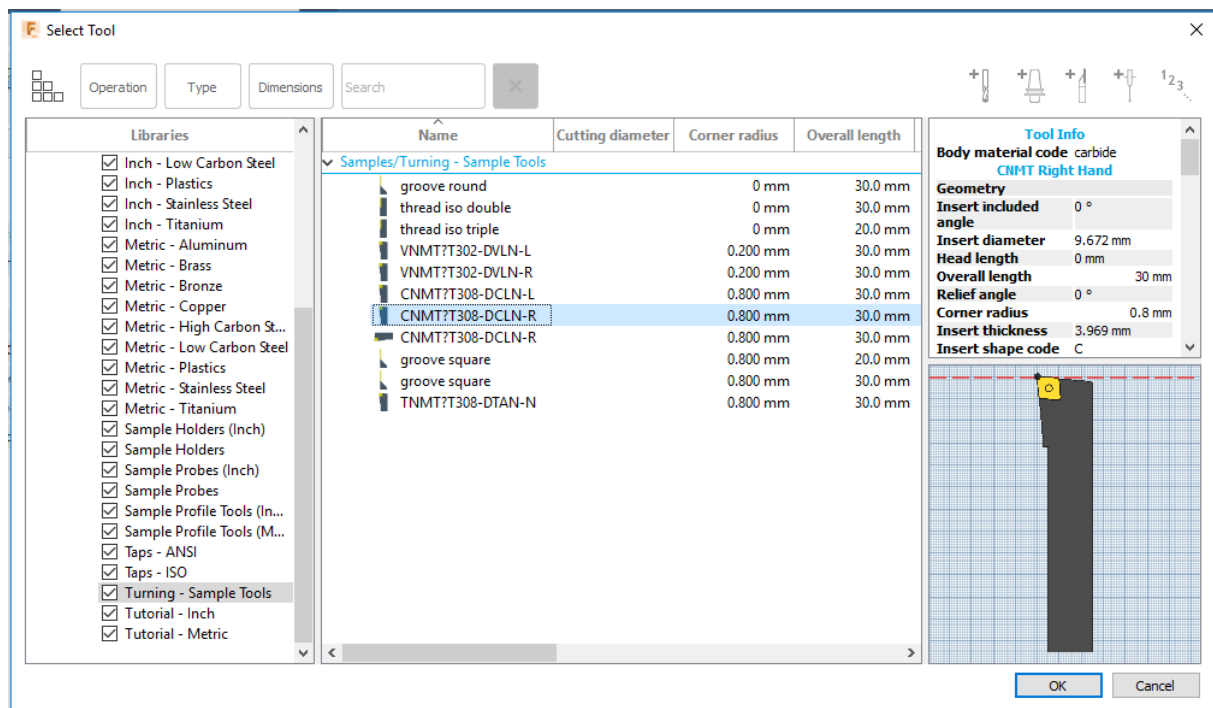 Select Tool
Operation Type Dimensions Search
1 2 3
Libraries
Inch - Low Carbon Steel
Inch - Plastics
Inch - Stainless Steel
Inch - Titanium
Metric - Aluminum
Metric - Brass
Metric - Bronze
Metric - Copper
Metric - High Carbon St...
Metric - Low Carbon Steel
Metric - Plastics
Metric - Stainless Steel
Metric - Titanium
Sample Holders (Inch)
Sample Holders
Sample Probes (Inch)
Sample Probes
Sample Profile Tools (In...
Sample Profile Tools (M...
Taps - ANSI
Taps - ISO
Turning - Sample Tools
Tutorial - Inch
Tutorial - Metric
Name Cutting diameter Corner radius Overall length
Samples/Turning - Sample Tools
groove round 0 mm 30.0 mm
thread iso double 0 mm 30.0 mm
thread iso triple 0 mm 20.0 mm
VNMT?T302-DVLN-L 0.200 mm 30.0 mm
VNMT?T302-DVLN-R 0.200 mm 30.0 mm
CNMT?T308-DCLN-L 0.800 mm 30.0 mm
CNMT?T308-DCLN-R 0.800 mm 30.0 mm
CNMT?T308-DCLN-R 0.800 mm 30.0 mm
groove square 0.800 mm 20.0 mm
groove square 0.800 mm 30.0 mm
TNMT?T308-DTAN-N 0.800 mm 30.0 mm
Tool Info
Body material code carbide
CNMT Right Hand
Geometry
Insert included angle 0 °
Insert diameter 9.672 mm
Head length 0 mm
Overall length 30 mm
Relief angle 0 °
Corner radius 0.8 mm
Insert thickness 3.969 mm
Insert shape code C
OK Cancel